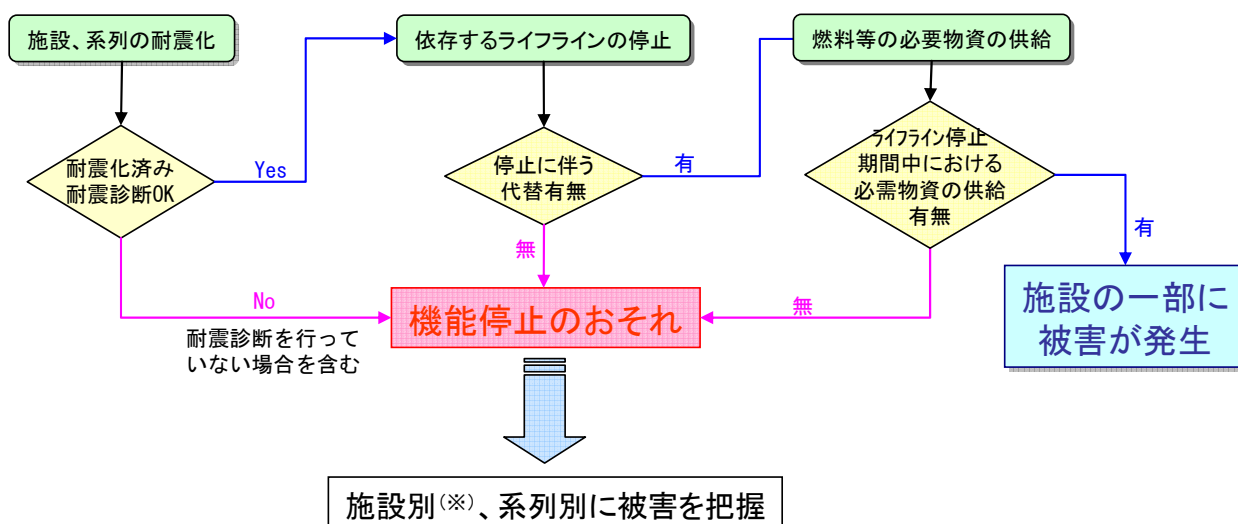 施設、系列の耐震化
依存するライフラインの停止
燃料等の必要物資の供給
耐震化済み
耐震診断OK
Yes
停止に伴う
代替有無
有
ライフライン停止
期間中における
必需物資の供給
有無
有
無
No
機能停止のおそれ
無
施設の一部に
被害が発生
耐震診断を行って
いない場合を含む
施設別(※)、系列別に被害を把握